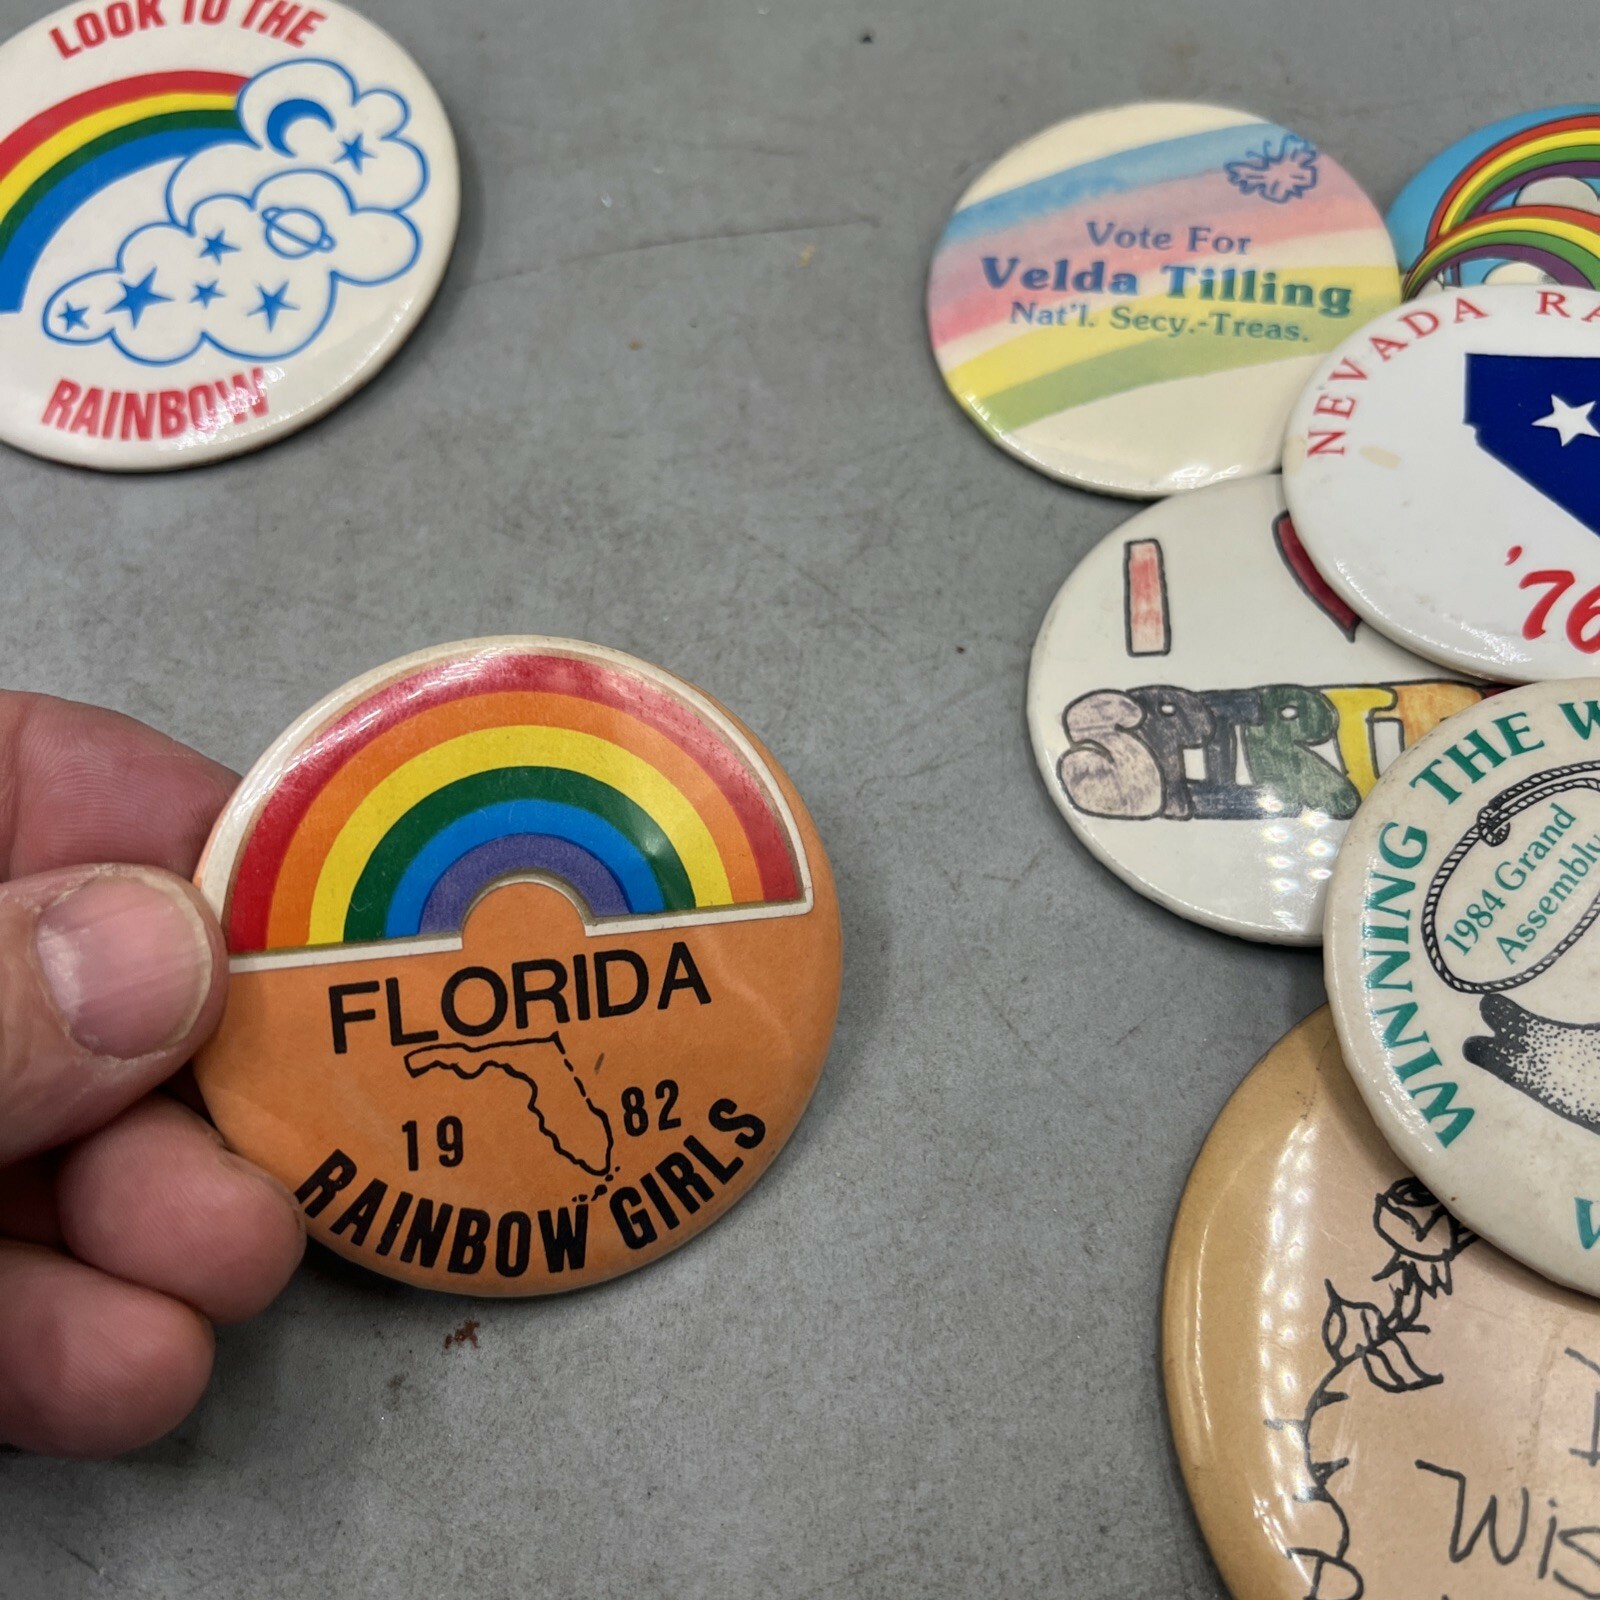 LOOK TO THE
RAINBOW
Vote For
Velda Tilling
Nat'l. Secy.-Treas.
NEVADA
'76
I
SPIRIT
WINNING THE
1984 Grand
Assembly
FLORIDA
19 82
RAINBOW GIRLS